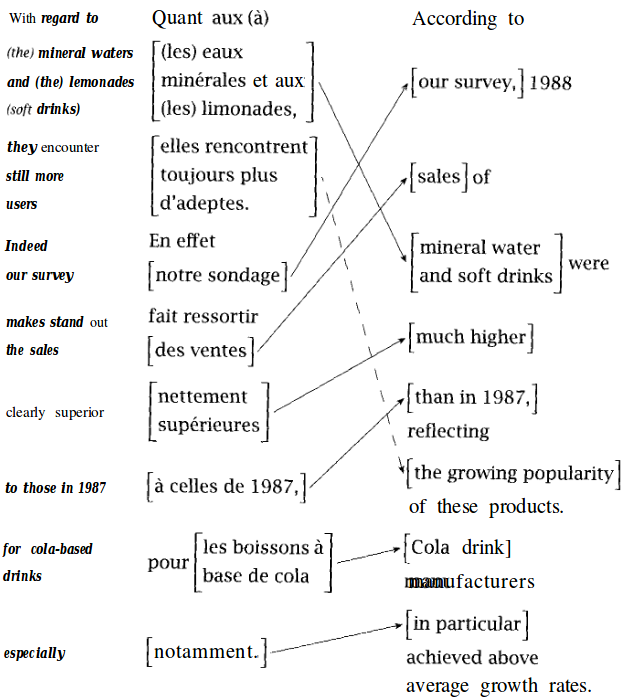 With regard to
(the) mineral waters
and (the) lemonades
(soft drinks)
they encounter
still more
users
Indeed
our survey
makes stand out
the sales
clearly superior
to those in 1987
for cola-based
drinks
especially
Quant aux (à)
[(les) eaux
minérales et aux
(les) limonades,]
[elles rencontrent
toujours plus
d'adeptes.]
En effet
[notre sondage]
fait ressortir
[des ventes]
[nettement
supérieures]
[à celles de 1987,]
pour [les boissons à
base de cola]
[notamment.]
According to
[our survey,] 1988
[sales] of
[mineral water
and soft drinks] were
[much higher]
[than in 1987,]
reflecting
[the growing popularity]
of these products.
[Cola drink]
manufacturers
[in particular]
achieved above
average growth rates.